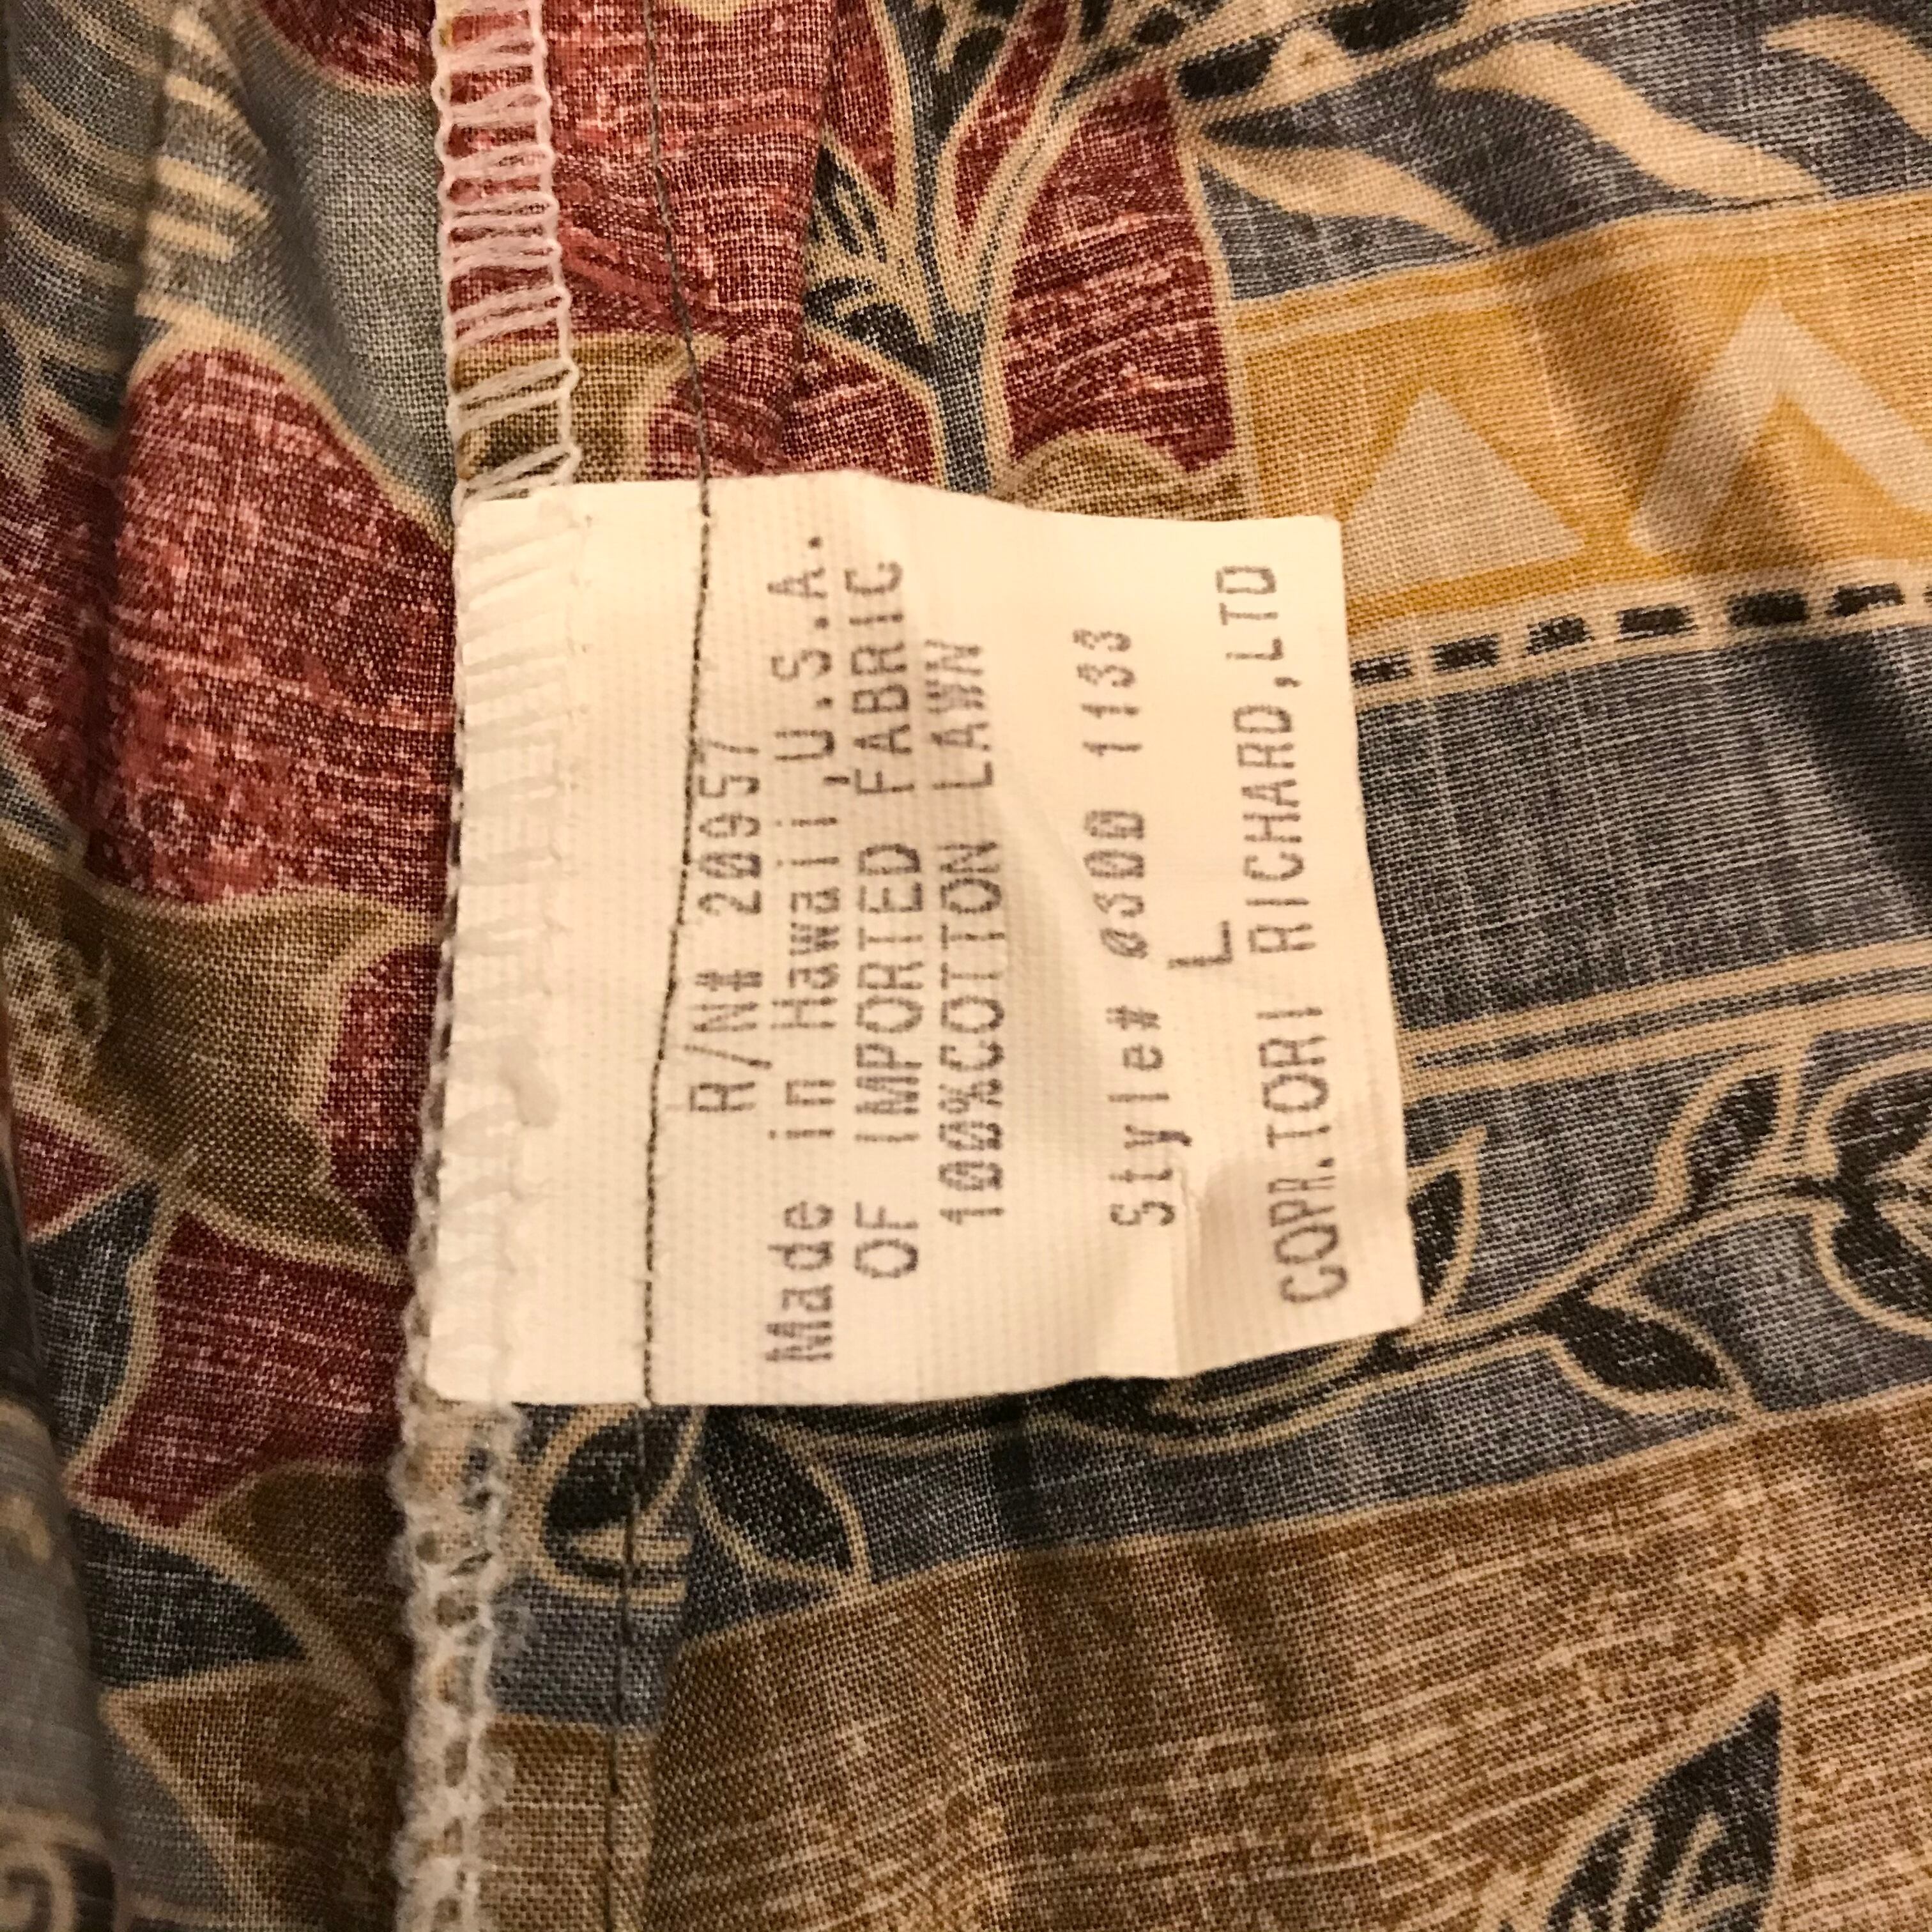 R/N# 20957
Made in Hawaii,U.S.A.
OF IMPORTED FABRIC
100%COTTON LAWN
Style# 0300 1133
L
COPR.TORI RICHARD,LTD